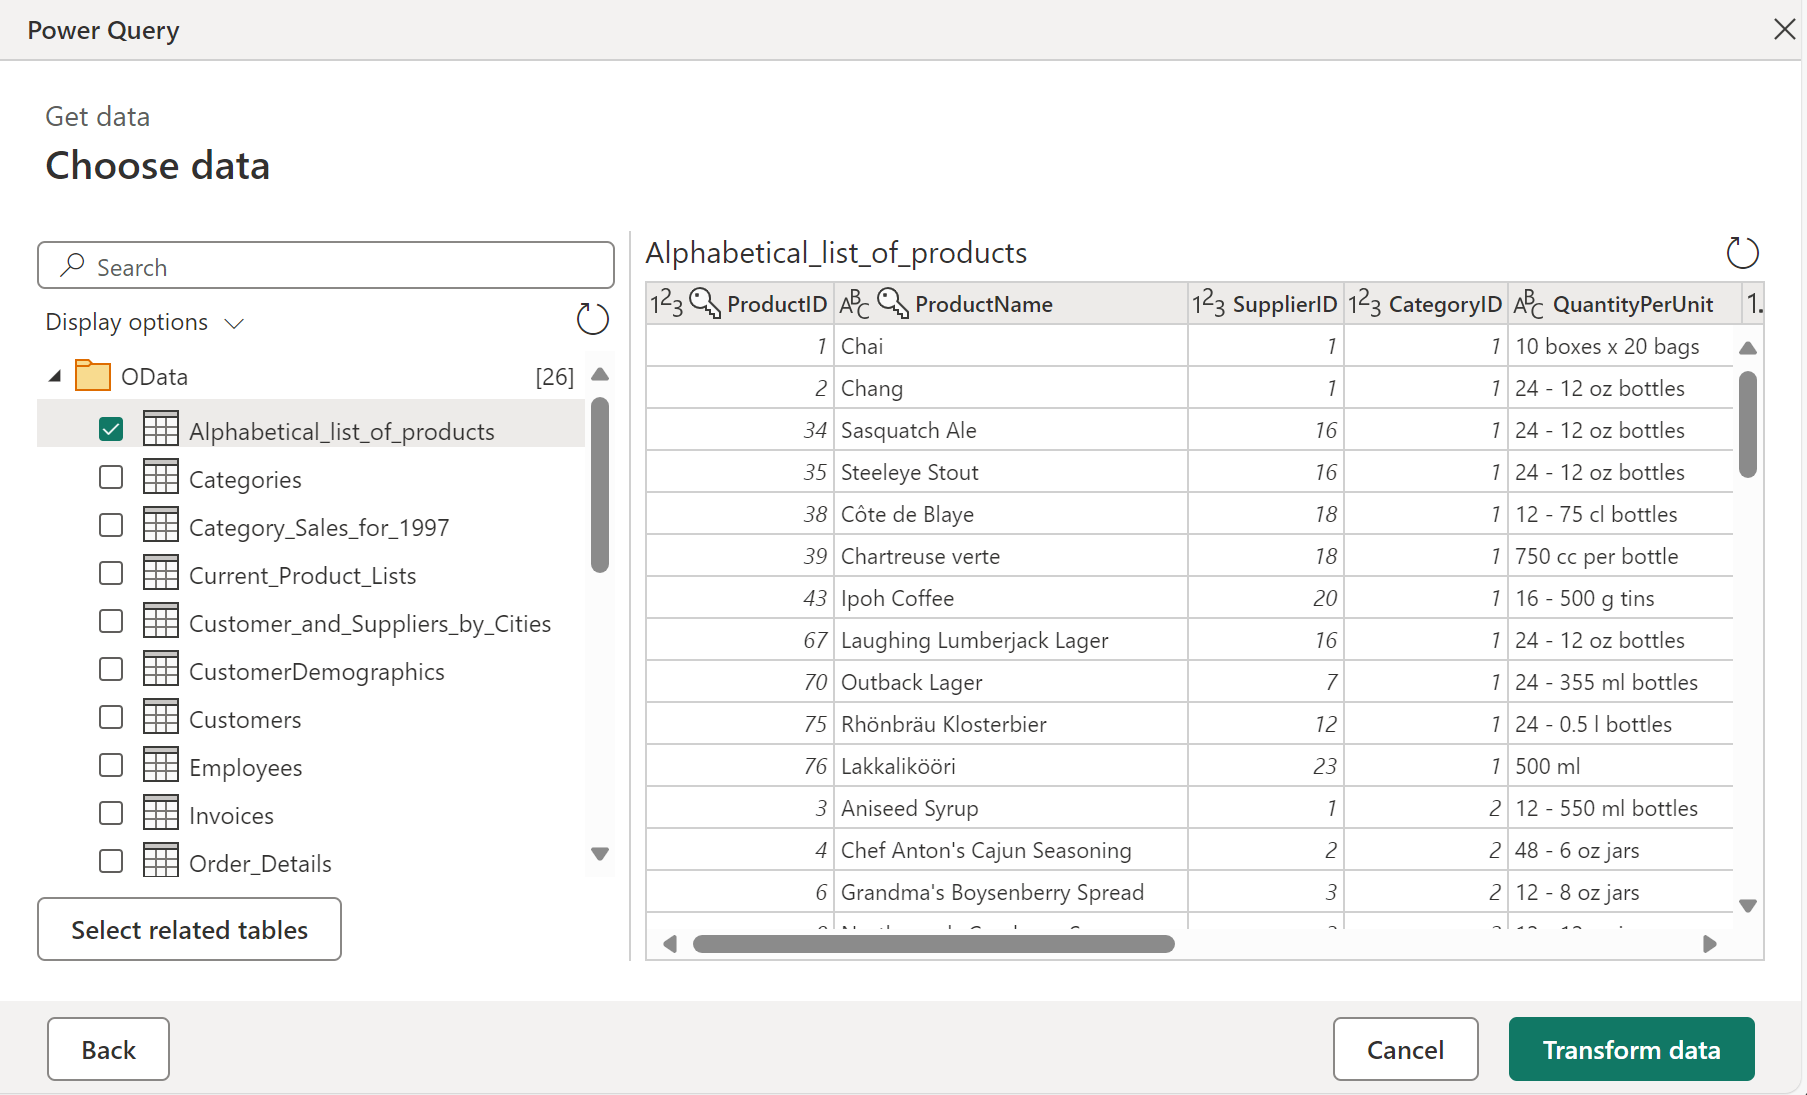 Power Query
Get data
Choose data
Search
Display options
OData [26]
Alphabetical_list_of_products
Categories
Category_Sales_for_1997
Current_Product_Lists
Customer_and_Suppliers_by_Cities
CustomerDemographics
Customers
Employees
Invoices
Order_Details
Select related tables
Alphabetical_list_of_products
123 ProductID ABC ProductName 123 SupplierID 123 CategoryID ABC QuantityPerUnit 1.
1 Chai 1 1 10 boxes x 20 bags
2 Chang 1 1 24 - 12 oz bottles
34 Sasquatch Ale 16 1 24 - 12 oz bottles
35 Steeleye Stout 16 1 24 - 12 oz bottles
38 Côte de Blaye 18 1 12 - 75 cl bottles
39 Chartreuse verte 18 1 750 cc per bottle
43 Ipoh Coffee 20 1 16 - 500 g tins
67 Laughing Lumberjack Lager 16 1 24 - 12 oz bottles
70 Outback Lager 7 1 24 - 355 ml bottles
75 Rhönbräu Klosterbier 12 1 24 - 0.5 l bottles
76 Lakkalikööri 23 1 500 ml
3 Aniseed Syrup 1 2 12 - 550 ml bottles
4 Chef Anton's Cajun Seasoning 2 2 48 - 6 oz jars
6 Grandma's Boysenberry Spread 3 2 12 - 8 oz jars
Back
Cancel
Transform data